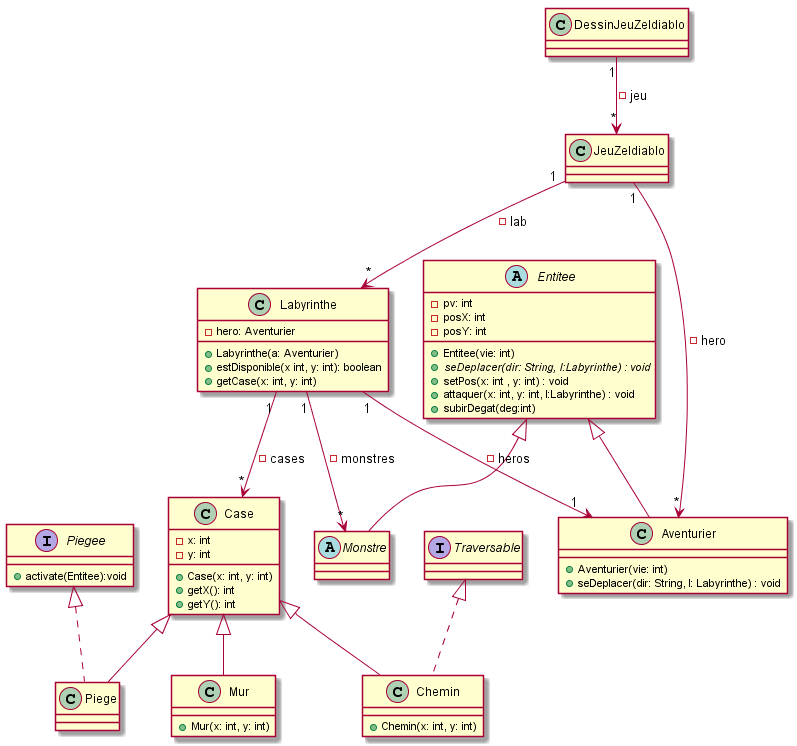 C DessinJeuZeldiablo
1
jeu
*
C JeuZeldiablo
1
1
lab
*
C Labyrinthe
hero: Aventurier
Labyrinthe(a: Aventurier)
estDisponible(x int, y: int): boolean
getCase(x: int, y: int)
A Entitee
pv: int
posX: int
posY: int
Entitee(vie: int)
seDeplacer(dir: String, l:Labyrinthe) : void
setPos(x: int , y: int) : void
attaquer(x: int, y: int, l:Labyrinthe) : void
subirDegat(deg:int)
hero
1
1
1
cases
monstres
heros
*
*
1
*
C Case
x: int
y: int
Case(x: int, y: int)
getX(): int
getY(): int
I Piegee
activate(Entitee):void
A Monstre
I Traversable
C Aventurier
Aventurier(vie: int)
seDeplacer(dir: String, l: Labyrinthe) : void
C Piege
C Mur
Mur(x: int, y: int)
C Chemin
Chemin(x: int, y: int)